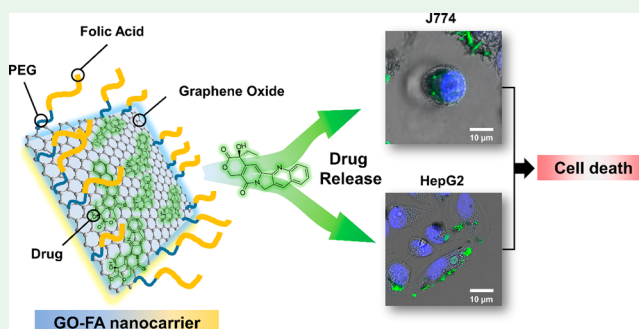 Folic Acid
PEG
Graphene Oxide
Drug
GO-FA nanocarrier
O
OH
O
O
N
N
Drug
Release
J774
10 μm
HepG2
10 μm
Cell death